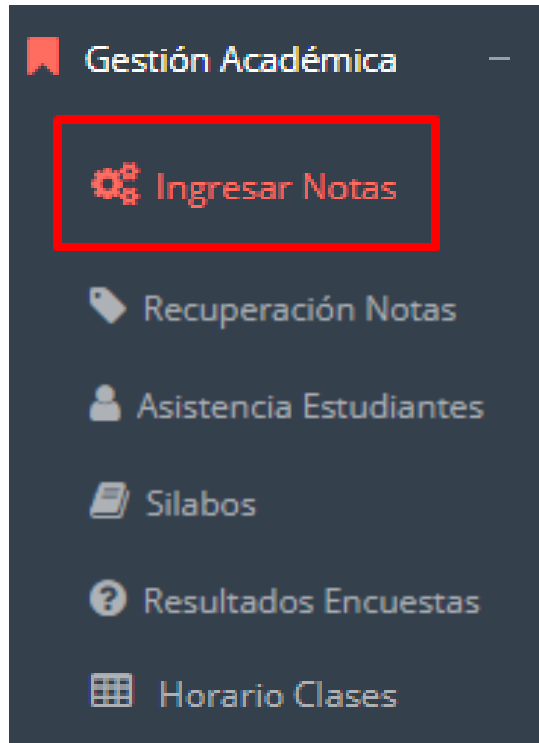 Gestión Académica
Ingresar Notas
Recuperación Notas
Asistencia Estudiantes
Silabos
Resultados Encuestas
Horario Clases